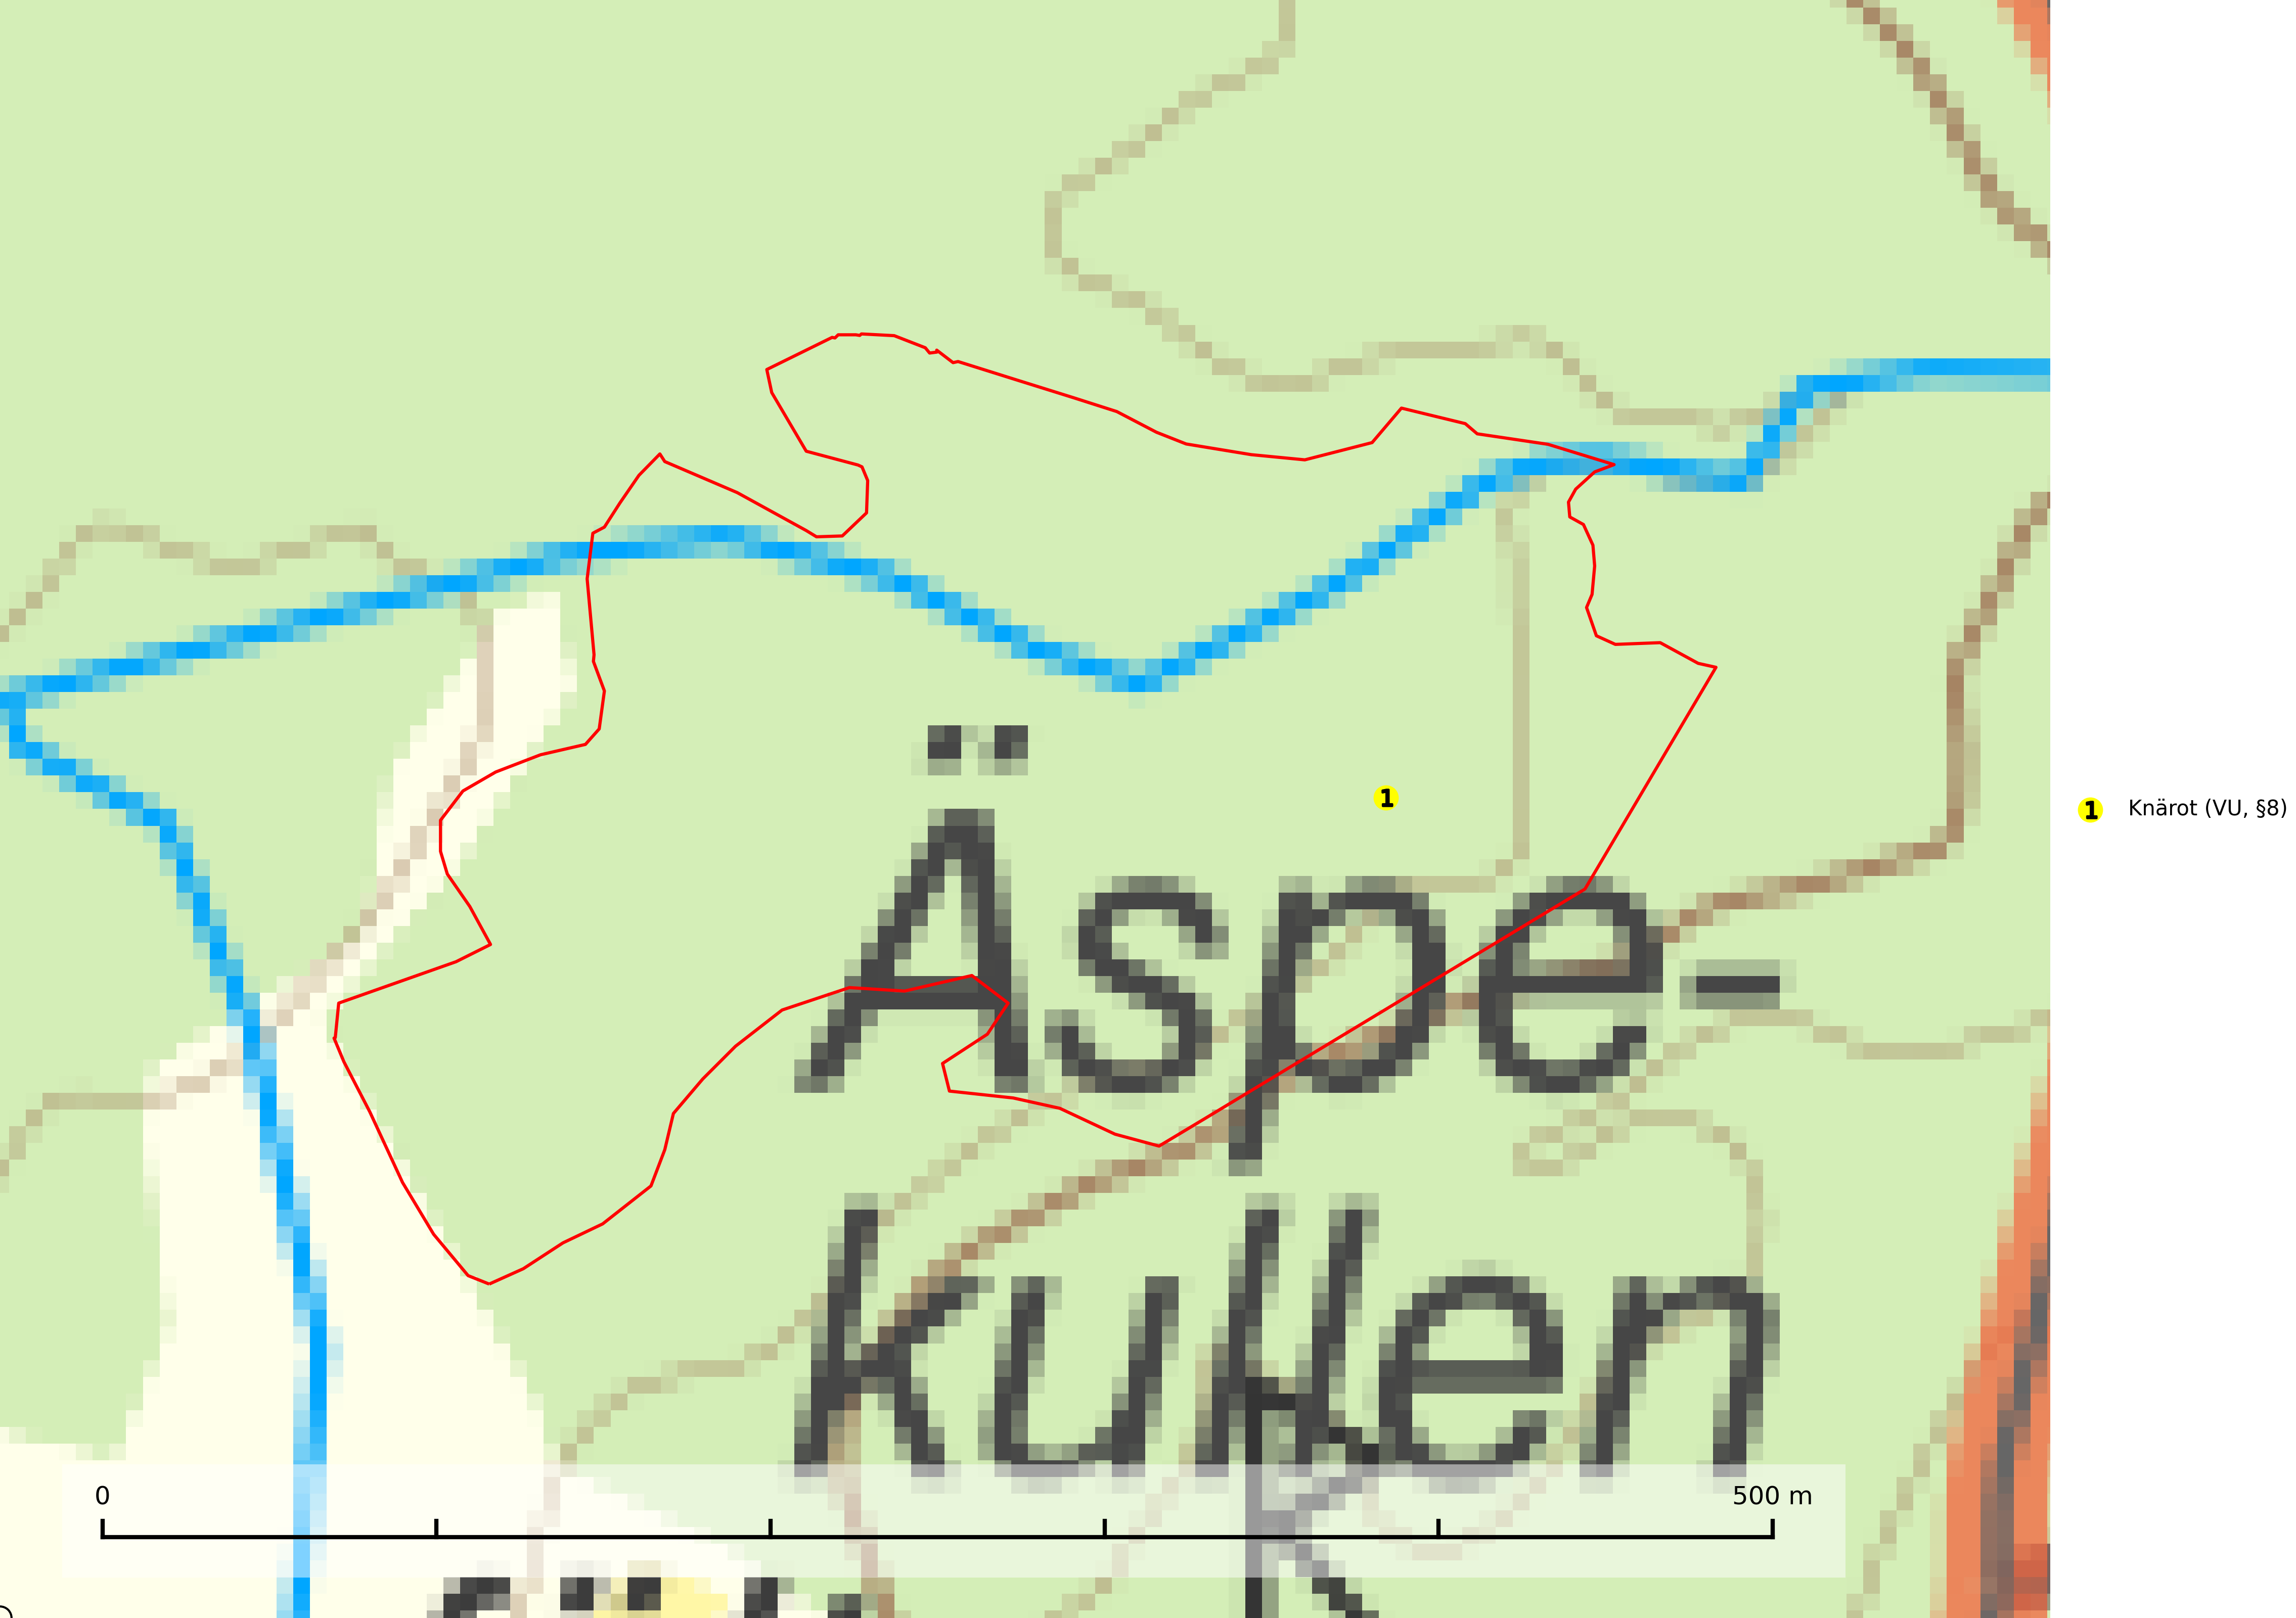 Äspe-
kullen
1
1 Knärot (VU, §8)
0 500 m